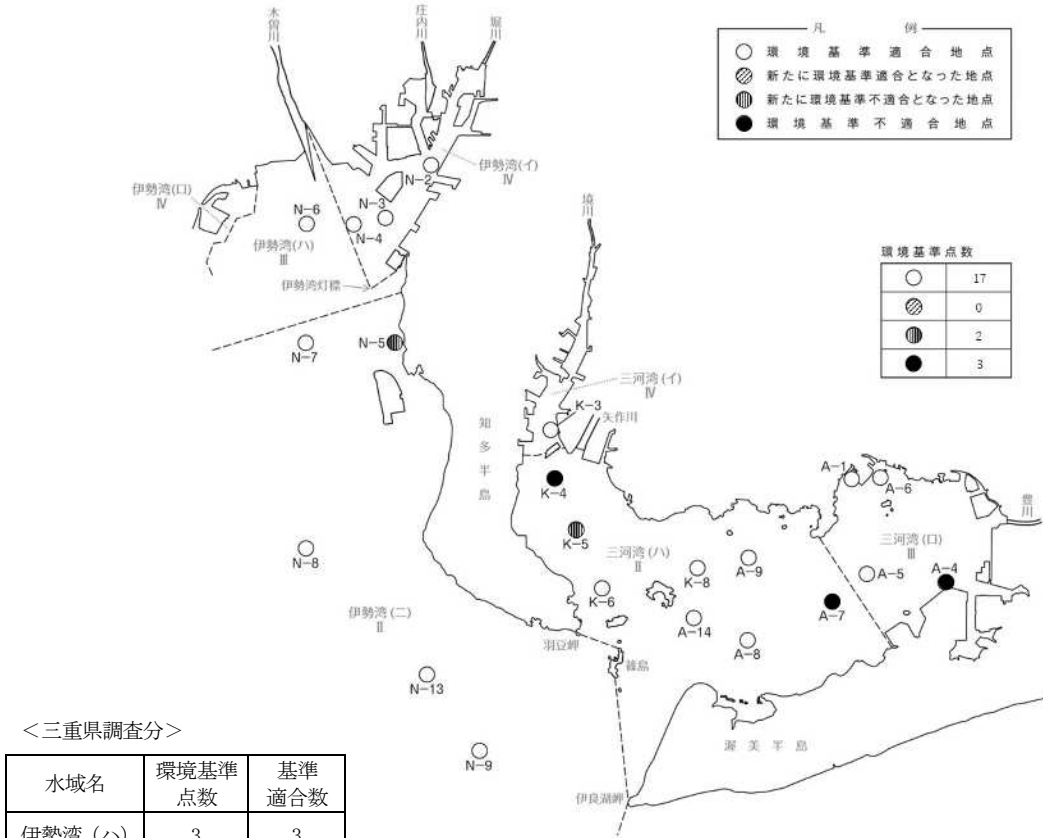 木曽川
庄内川
堀川
凡 例
環境基準適合地点
新たに環境基準適合となった地点
新たに環境基準不適合となった地点
環境基準不適合地点
伊勢湾(イ)
Ⅳ
N-2
伊勢湾(ロ)
Ⅳ
N-3
N-6
N-4
境川
伊勢湾(ハ)
Ⅲ
伊勢湾灯標
環境基準点数
17
0
2
3
N-5
N-7
三河湾(イ)
Ⅳ
K-3
矢作川
知多半島
A-1
A-6
K-4
豊川
三河湾(ロ)
Ⅲ
K-5
三河湾(ハ)
Ⅱ
N-8
K-8
A-9
A-5
A-4
K-6
A-7
伊勢湾(ニ)
Ⅱ
A-14
A-8
羽豆岬
篠島
N-13
<三重県調査分>
渥美半島
N-9
水域名 環境基準点数 基準適合数
伊良湖岬
伊勢湾(ハ) 3 3